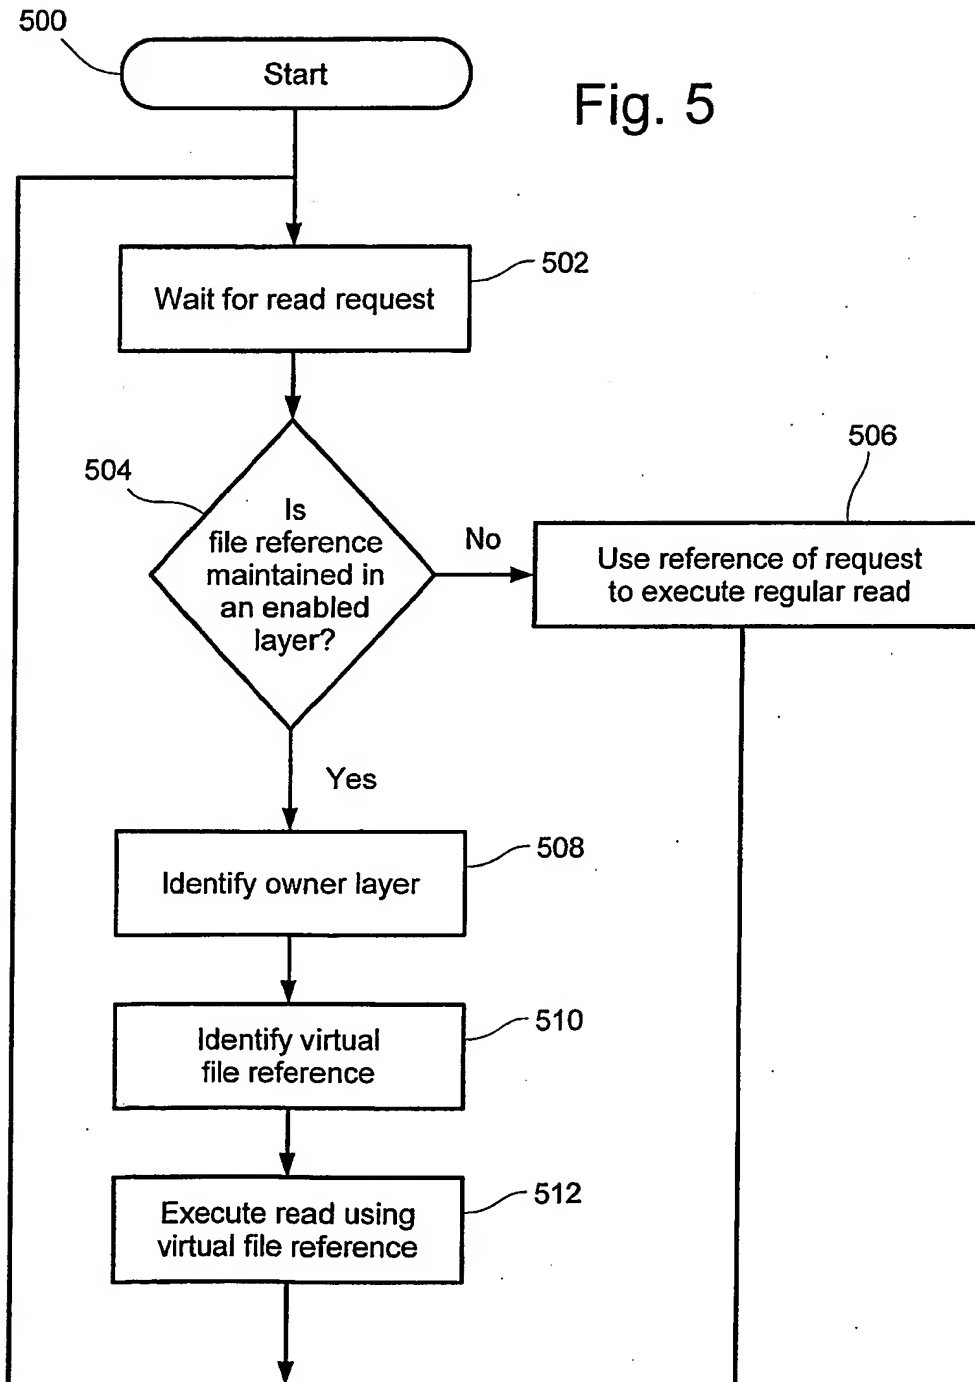 500
Start
Fig. 5
502
Wait for read request
504
Is
file reference
maintained in
an enabled
layer?
No
506
Use reference of request
to execute regular read
Yes
508
Identify owner layer
510
Identify virtual
file reference
512
Execute read using
virtual file reference